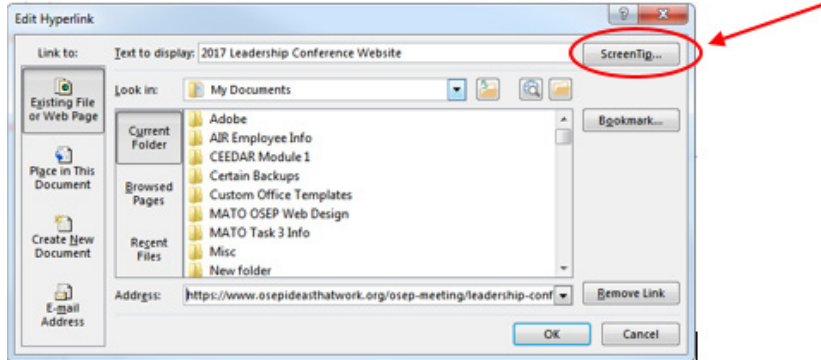 Edit Hyperlink
Link to:
Text to display: 2017 Leadership Conference Website
ScreenTip...
Existing File
or Web Page
Look in:
My Documents
Bookmark...
Current
Folder
Adobe
AIR Employee Info
CEEDAR Module 1
Certain Backups
Custom Office Templates
MATO OSEP Web Design
MATO Task 3 Info
Misc
New folder
Place in This
Document
Browsed
Pages
Create New
Document
Recent
Files
E-mail
Address
Address: https://www.osepideasthatwork.org/osep-meeting/leadership-conf
Remove Link
OK
Cancel